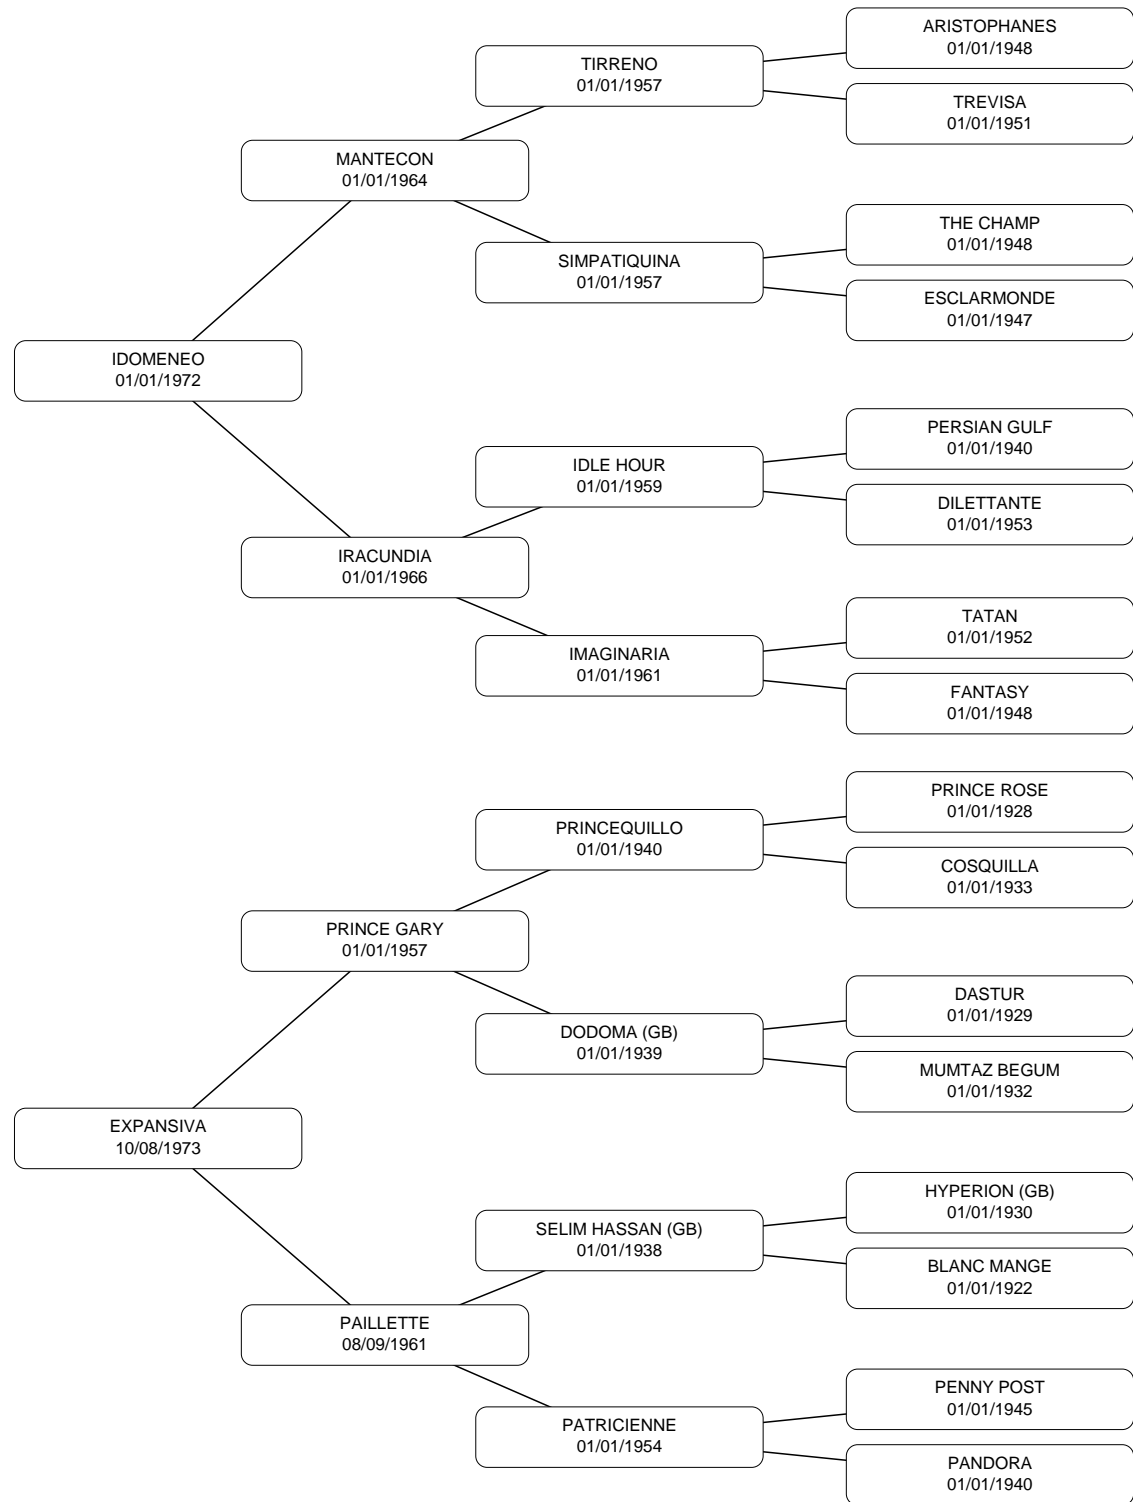 ARISTOPHANES
01/01/1948
TIRRENO
01/01/1957
TREVISA
01/01/1951
MANTECON
01/01/1964
THE CHAMP
01/01/1948
SIMPATIQUINA
01/01/1957
ESCLARMONDE
01/01/1947
IDOMENEO
01/01/1972
PERSIAN GULF
01/01/1940
IDLE HOUR
01/01/1959
DILETTANTE
01/01/1953
IRACUNDIA
01/01/1966
TATAN
01/01/1952
IMAGINARIA
01/01/1961
FANTASY
01/01/1948
PRINCE ROSE
01/01/1928
PRINCEQUILLO
01/01/1940
COSQUILLA
01/01/1933
PRINCE GARY
01/01/1957
DASTUR
01/01/1929
DODOMA (GB)
01/01/1939
MUMTAZ BEGUM
01/01/1932
EXPANSIVA
10/08/1973
HYPERION (GB)
01/01/1930
SELIM HASSAN (GB)
01/01/1938
BLANC MANGE
01/01/1922
PAILLETTE
08/09/1961
PENNY POST
01/01/1945
PATRICIENNE
01/01/1954
PANDORA
01/01/1940